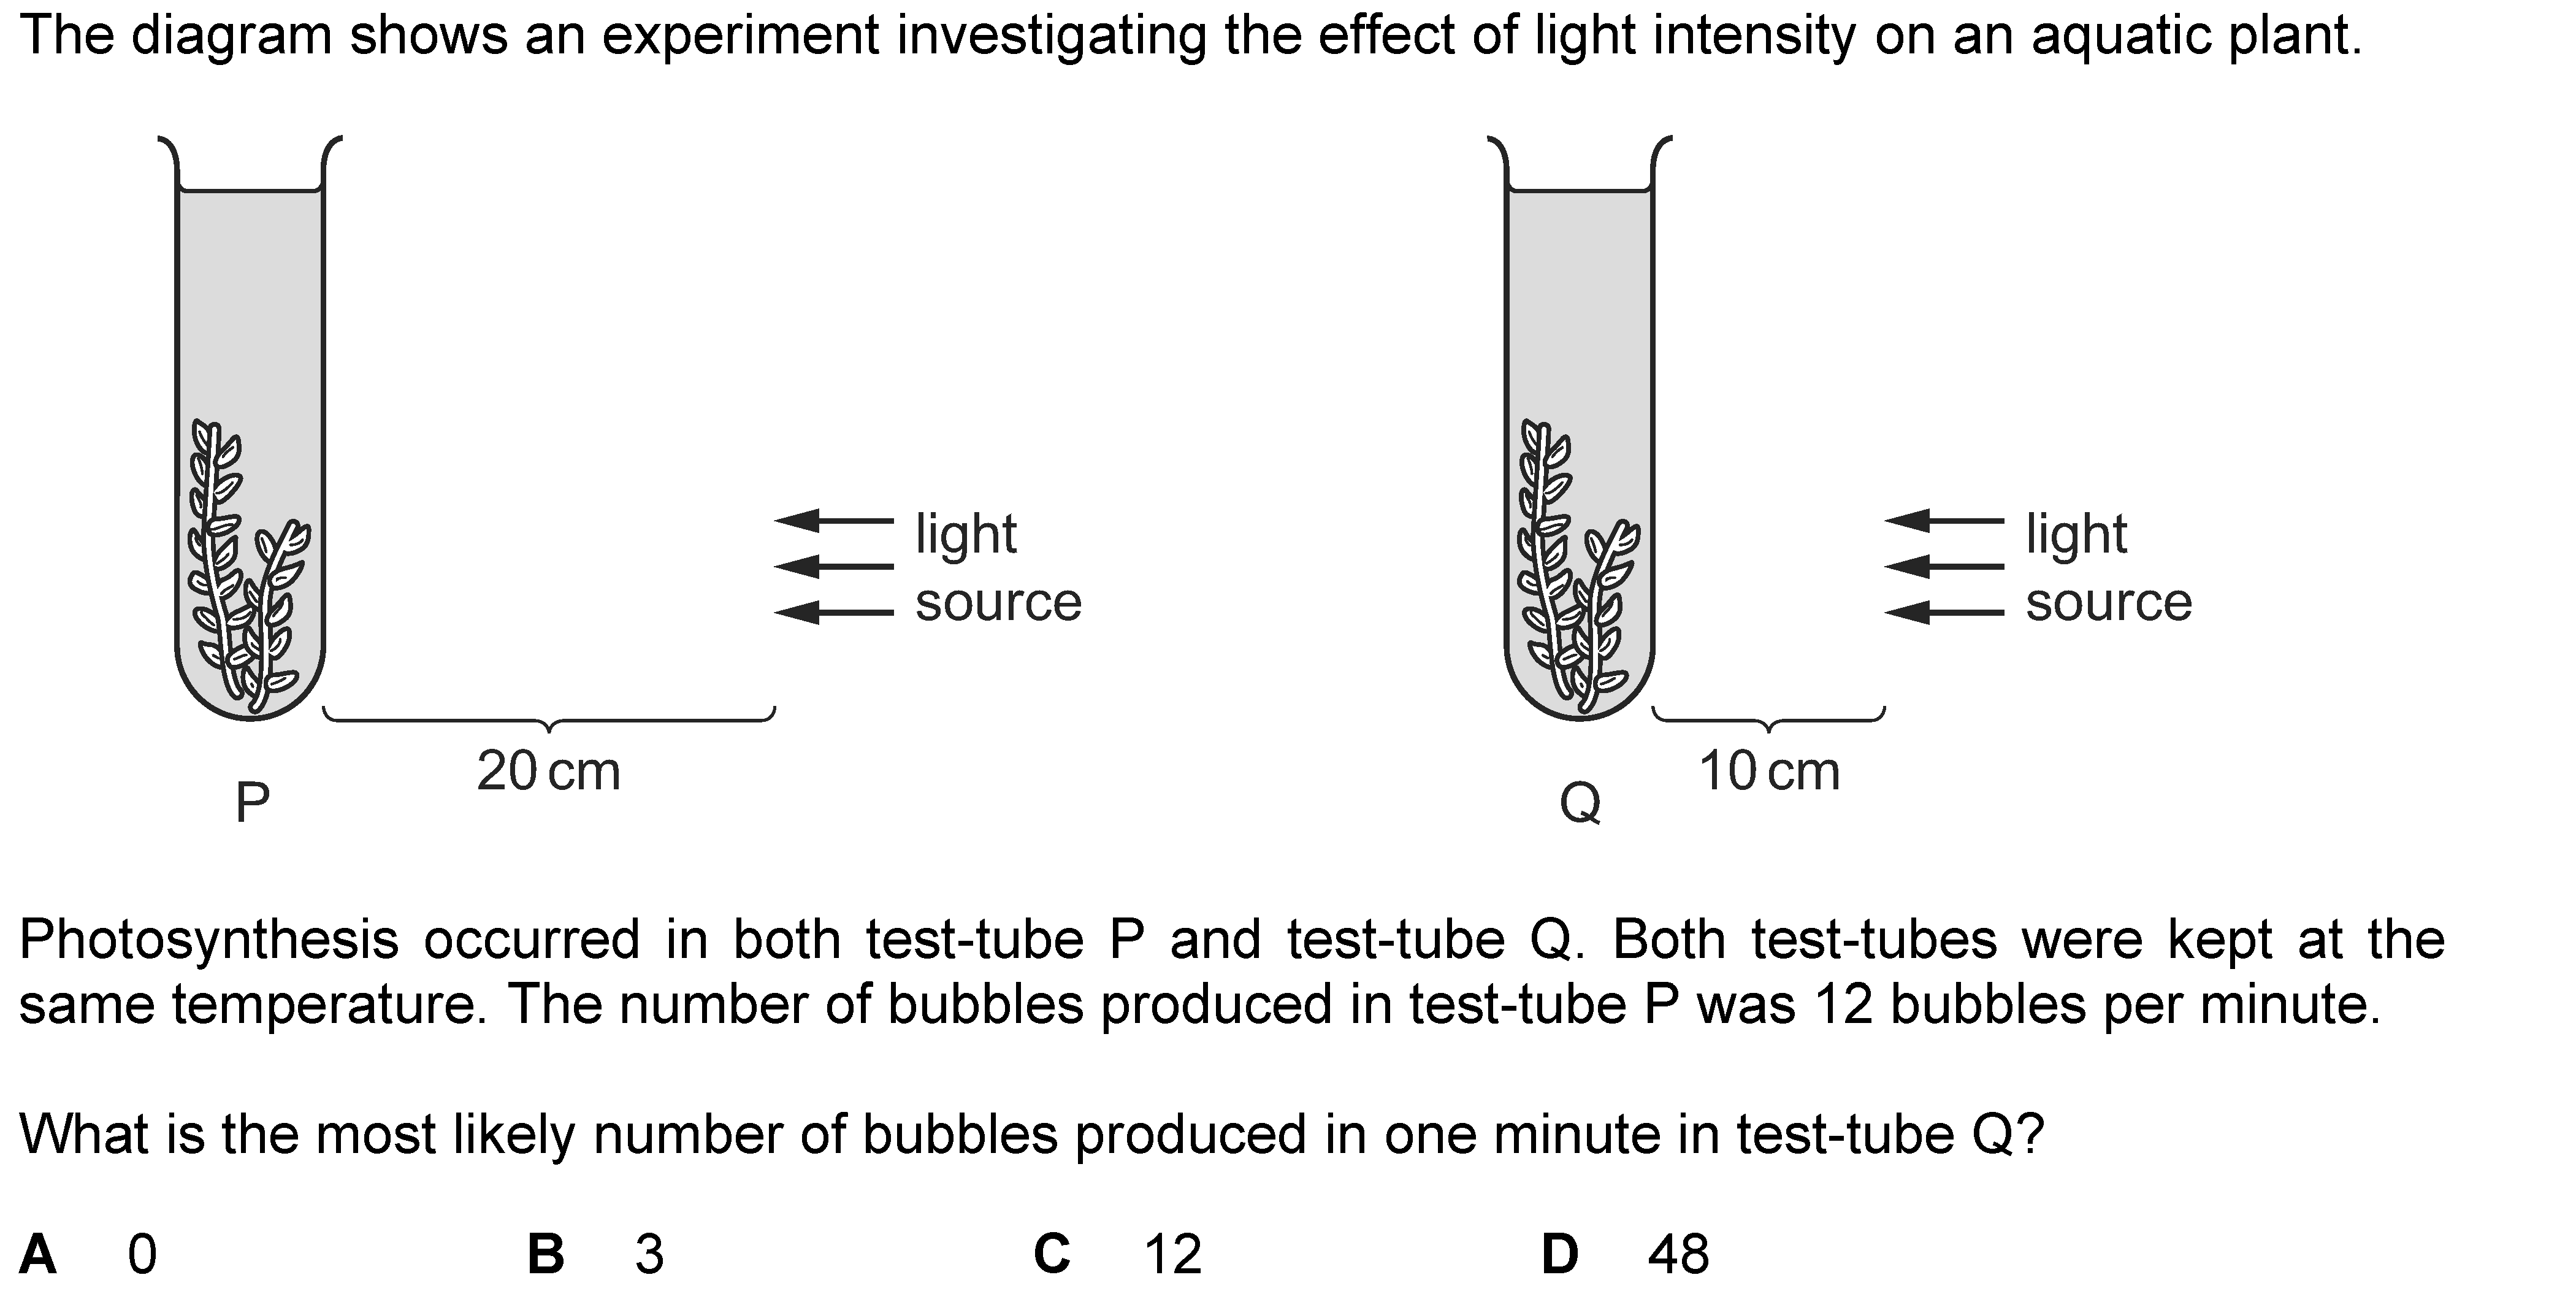 The diagram shows an experiment investigating the effect of light intensity on an aquatic plant.
light
source
light
source
20 cm
10 cm
P
Q
Photosynthesis occurred in both test-tube P and test-tube Q. Both test-tubes were kept at the
same temperature. The number of bubbles produced in test-tube P was 12 bubbles per minute.
What is the most likely number of bubbles produced in one minute in test-tube Q?
A 0 B 3 C 12 D 48